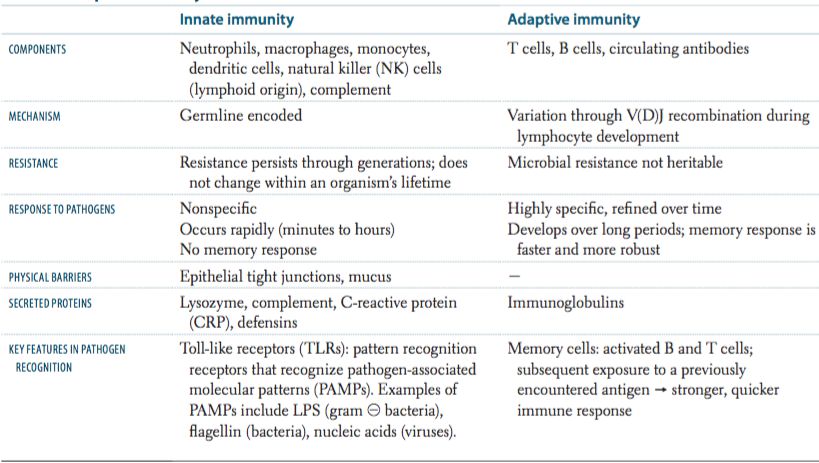 Innate immunity Adaptive immunity
COMPONENTS Neutrophils, macrophages, monocytes, T cells, B cells, circulating antibodies
dendritic cells, natural killer (NK) cells
(lymphoid origin), complement
MECHANISM Germline encoded Variation through V(D)J recombination during
lymphocyte development
RESISTANCE Resistance persists through generations; does Microbial resistance not heritable
not change within an organism's lifetime
RESPONSE TO PATHOGENS Nonspecific Highly specific, refined over time
Occurs rapidly (minutes to hours) Develops over long periods; memory response is
No memory response faster and more robust
PHYSICAL BARRIERS Epithelial tight junctions, mucus —
SECRETED PROTEINS Lysozyme, complement, C-reactive protein Immunoglobulins
(CRP), defensins
KEY FEATURES IN PATHOGEN Toll-like receptors (TLRs): pattern recognition Memory cells: activated B and T cells;
RECOGNITION receptors that recognize pathogen-associated subsequent exposure to a previously
molecular patterns (PAMPs). Examples of encountered antigen → stronger, quicker
PAMPs include LPS (gram ⊖ bacteria), immune response
flagellin (bacteria), nucleic acids (viruses).